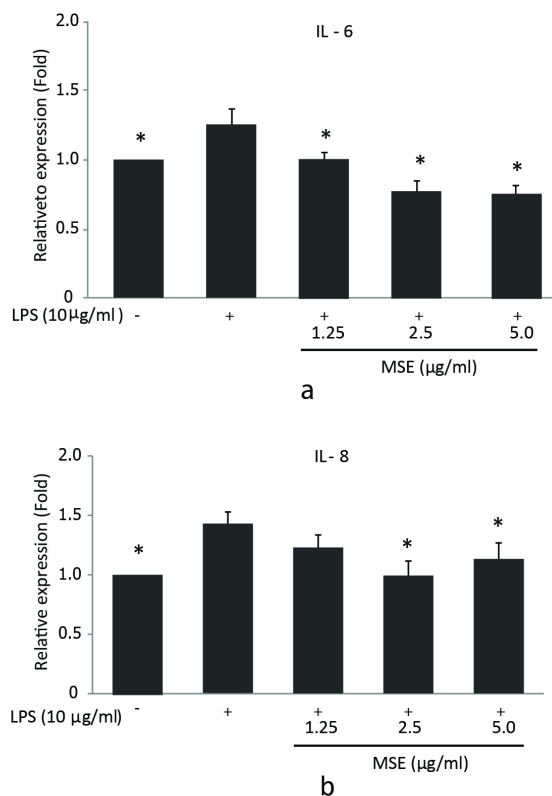 IL - 6
Relativeto expression (Fold)
2.0
1.5
1.0
0.5
0
* * * *
LPS (10μg/ml) - + + + +
1.25 2.5 5.0
MSE (μg/ml)
a
IL- 8
Relative expression (Fold)
2.0
1.5
1.0
0.5
0
* * *
LPS (10 μg/ml) - + + + +
1.25 2.5 5.0
MSE (μg/ml)
b